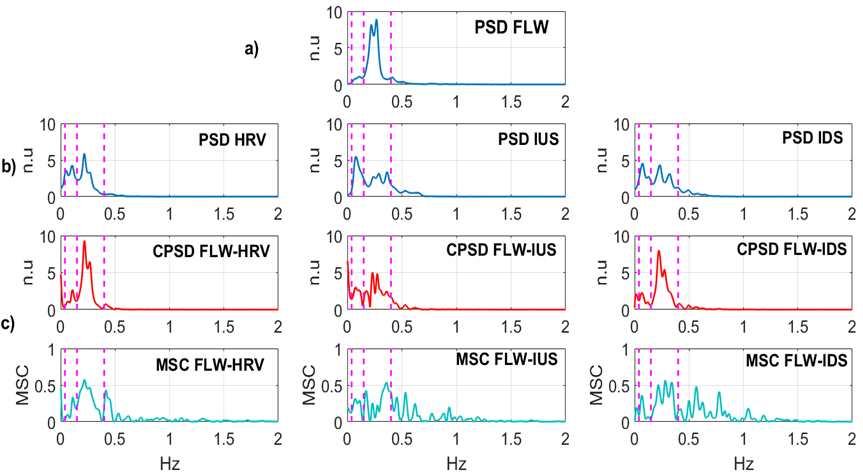 a)
PSD FLW
n.u
10
5
0
0 0.5 1 1.5 2
b)
PSD HRV
n.u
10
5
0
0 0.5 1 1.5 2
PSD IUS
n.u
10
5
0
0 0.5 1 1.5 2
PSD IDS
n.u
10
5
0
0 0.5 1 1.5 2
c)
CPSD FLW-HRV
n.u
10
5
0
0 0.5 1 1.5 2
CPSD FLW-IUS
n.u
10
5
0
0 0.5 1 1.5 2
CPSD FLW-IDS
n.u
10
5
0
0 0.5 1 1.5 2
MSC FLW-HRV
MSC
1
0.5
0
0 0.5 1 1.5 2
Hz
MSC FLW-IUS
MSC
1
0.5
0
0 0.5 1 1.5 2
Hz
MSC FLW-IDS
MSC
1
0.5
0
0 0.5 1 1.5 2
Hz